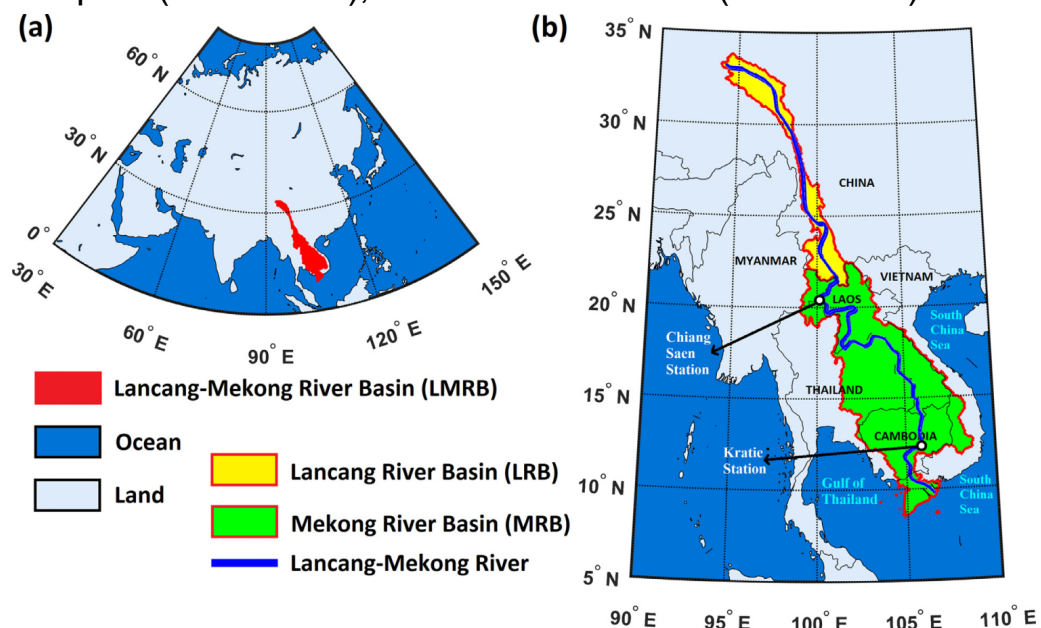 (a)
60° N
30° N
0°
30° E
60° E
90° E
120° E
150° E
Lancang-Mekong River Basin (LMRB)
Ocean
Land
Lancang River Basin (LRB)
Mekong River Basin (MRB)
Lancang-Mekong River
(b)
35° N
30° N
25° N
20° N
15° N
10° N
5° N
90° E
95° E
100° E
105° E
110° E
CHINA
MYANMAR
VIETNAM
LAOS
South
China
Sea
Chiang
Saen
Station
THAILAND
CAMBODIA
Kratie
Station
Gulf of
Thailand
South
China
Sea